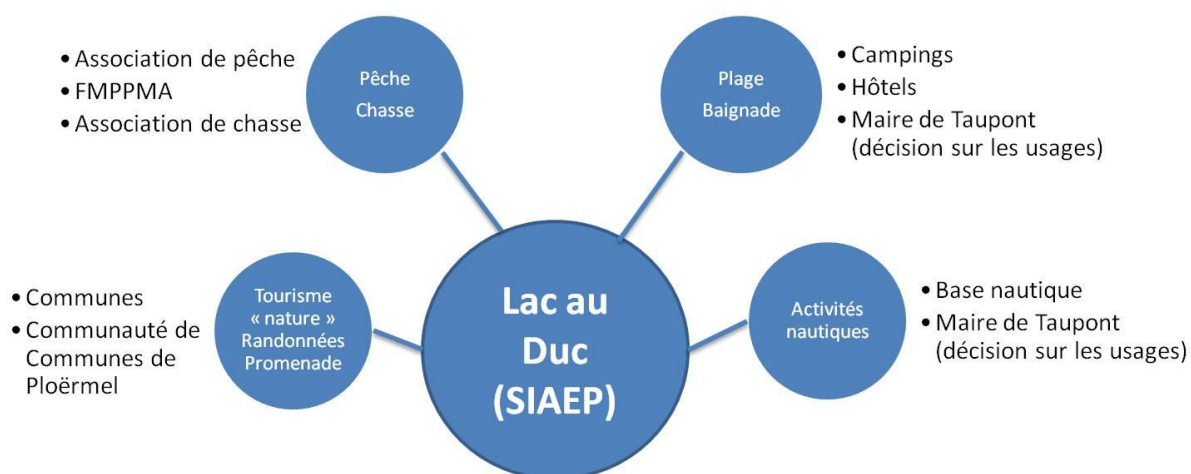 • Association de pêche
• FMPPMA
• Association de chasse
Pêche
Chasse
Plage
Baignade
• Campings
• Hôtels
• Maire de Taupont
(décision sur les usages)
• Communes
• Communauté de
Communes de
Ploërmel
Tourisme
« nature »
Randonnées
Promenade
Lac au
Duc
(SIAEP)
Activités
nautiques
• Base nautique
• Maire de Taupont
(décision sur les usages)